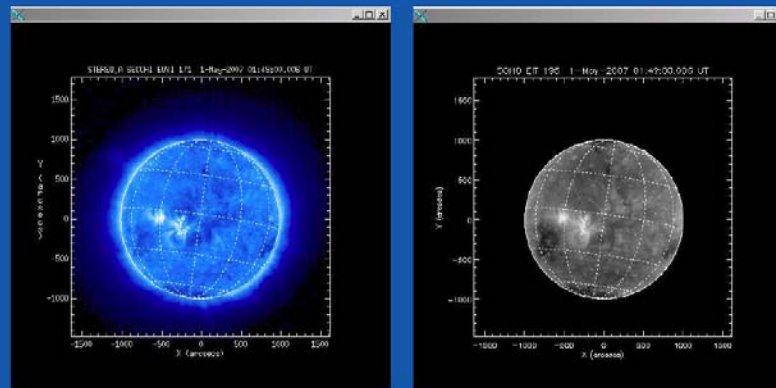 STEREO_A SECCHI EUVI 171 1-May-2007 01:49:00.006 UT
1500
1000
500
0
-500
-1000
Y (arcsecs)
-1500 -1000 -500 0 500 1000 1500
X (arcsecs)
SOHO EIT 195 1-May-2007 01:49:00.006 UT
1500
1000
500
0
-500
-1000
Y (arcsecs)
-1500 -1000 -500 0 500 1000
X (arcsecs)